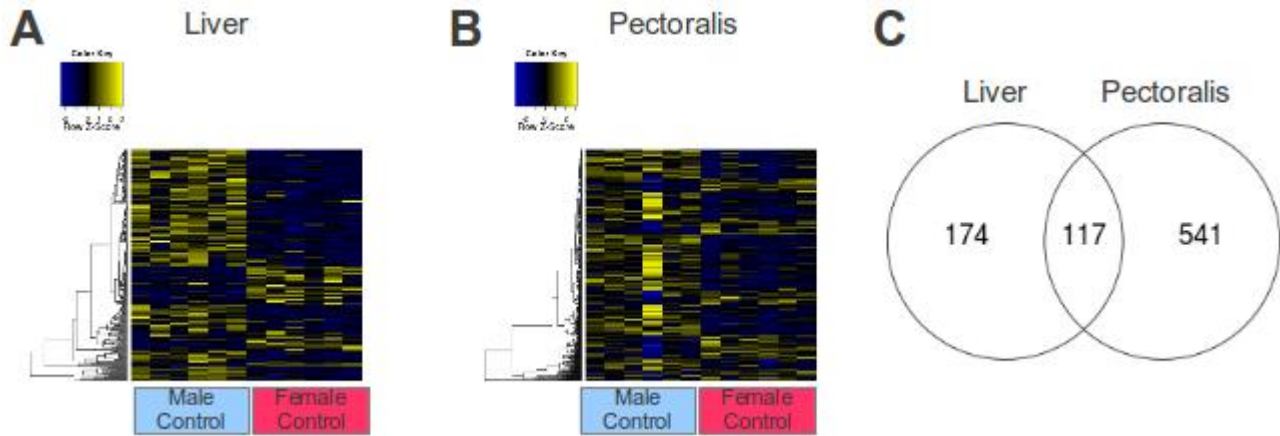 A
Liver
Color Key
Row Z-Score
Male
Control
Female
Control
B
Pectoralis
Color Key
Row Z-Score
Male
Control
Female
Control
C
Liver
Pectoralis
174
117
541